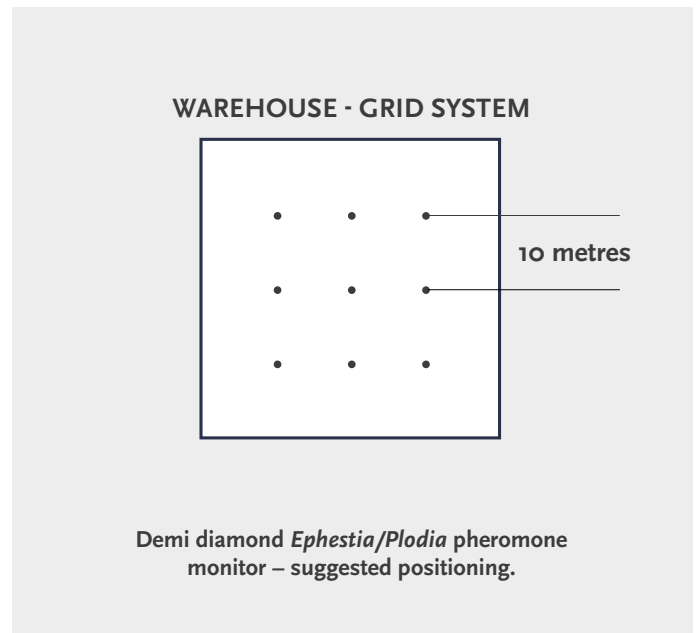 WAREHOUSE - GRID SYSTEM
10 metres
Demi diamond Ephestia/Plodia pheromone
monitor – suggested positioning.